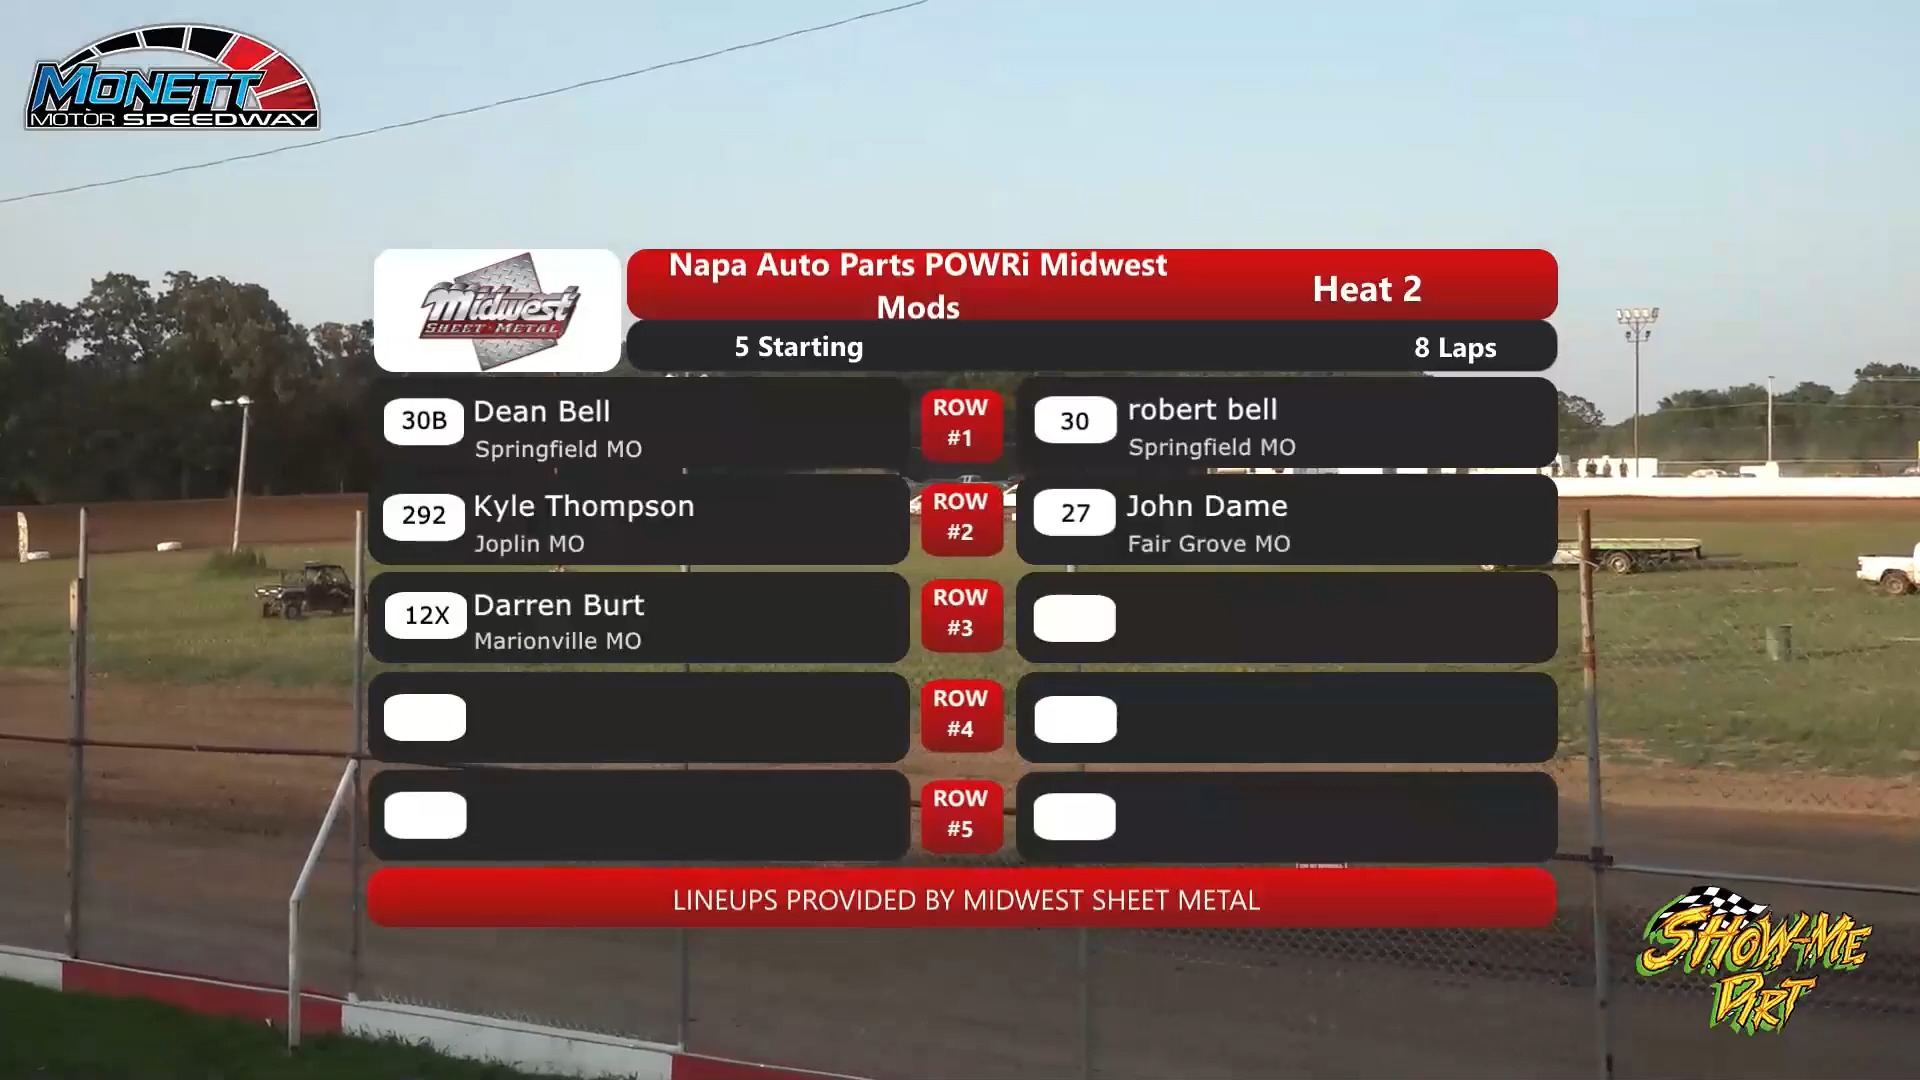 MONETT
MOTOR SPEEDWAY
Midwest
SHEET METAL
Napa Auto Parts POWRi Midwest
Mods
Heat 2
5 Starting
8 Laps
30B
Dean Bell
Springfield MO
ROW
#1
30
robert bell
Springfield MO
292
Kyle Thompson
Joplin MO
ROW
#2
27
John Dame
Fair Grove MO
12X
Darren Burt
Marionville MO
ROW
#3
ROW
#4
ROW
#5
LINEUPS PROVIDED BY MIDWEST SHEET METAL
SHOW-ME
DIRT